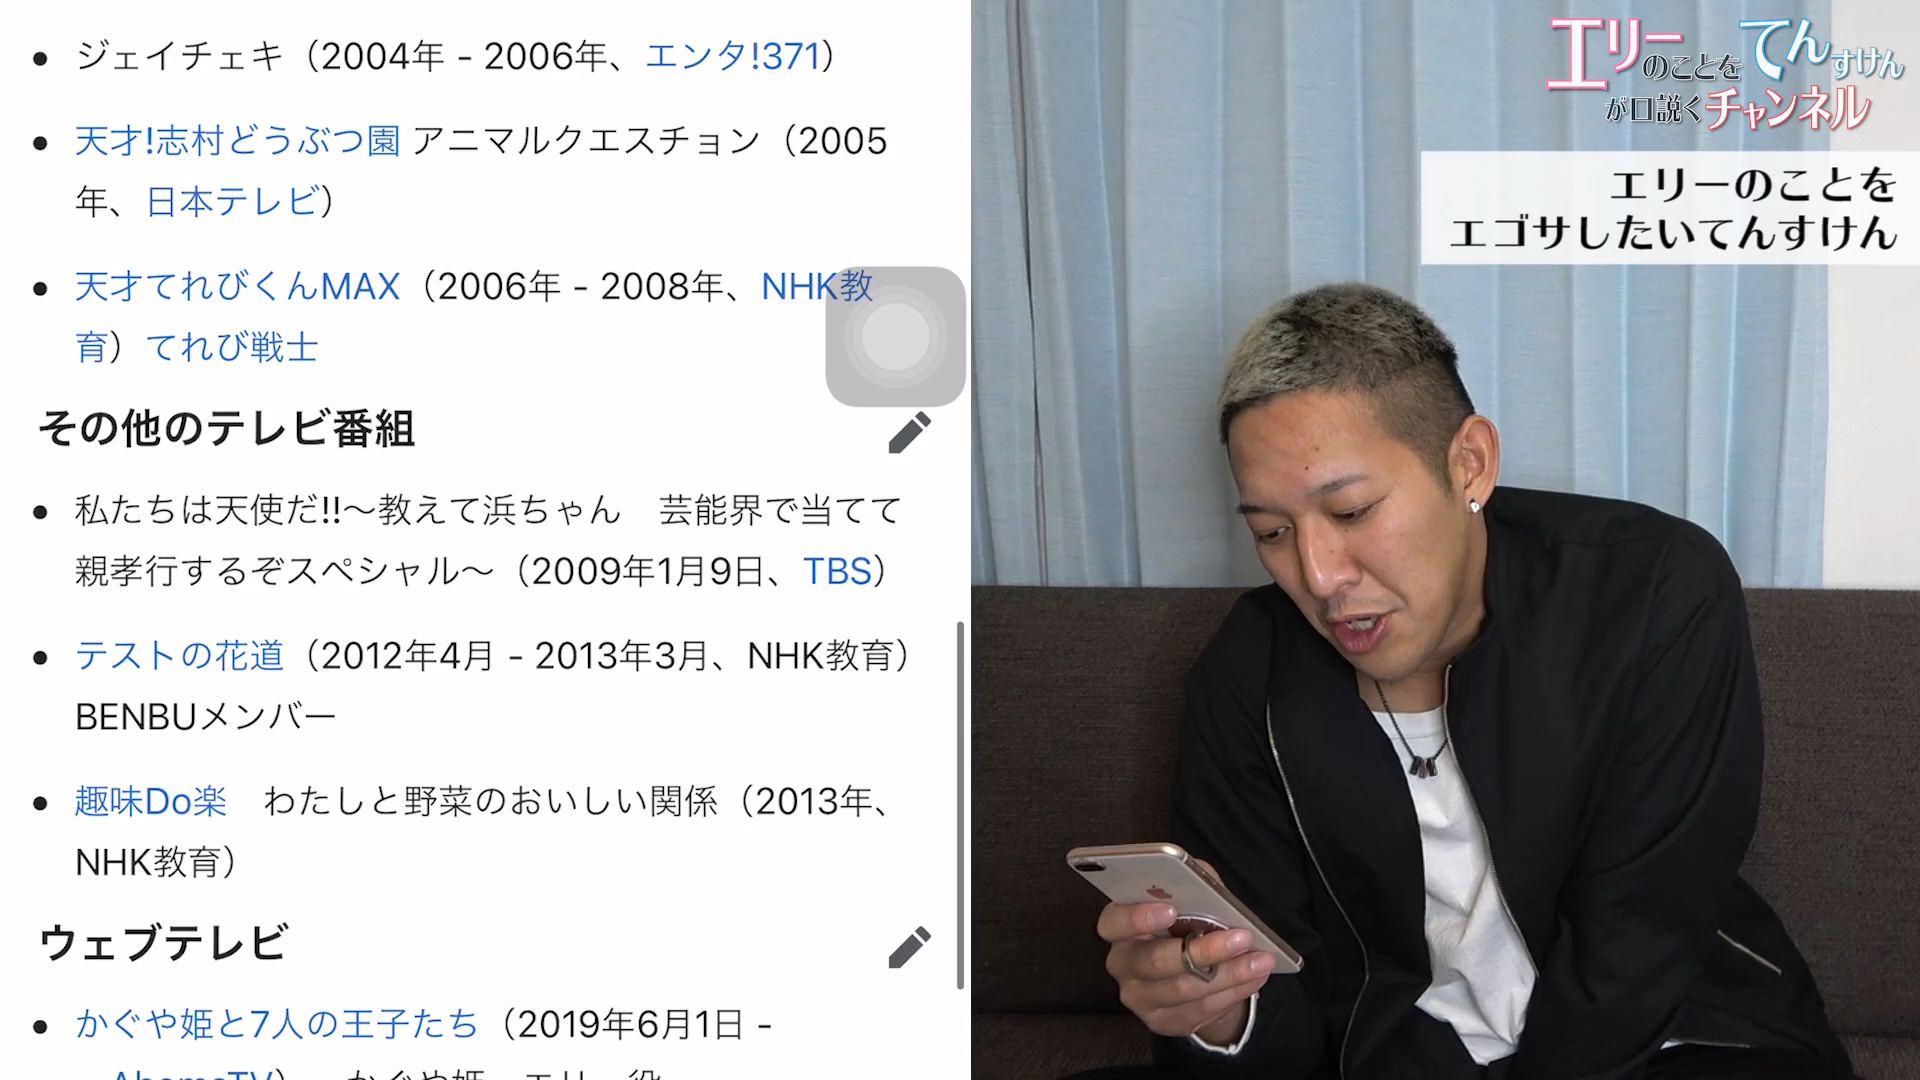 ジェイチェキ（2004年 - 2006年、エンタ!371）
天才!志村どうぶつ園 アニマルクエスチョン（2005
年、日本テレビ）
天才てれびくんMAX（2006年 - 2008年、NHK教
育）てれび戦士
その他のテレビ番組
私たちは天使だ!!〜教えて浜ちゃん　芸能界で当てて
親孝行するぞスペシャル〜（2009年1月9日、TBS）
テストの花道（2012年4月 - 2013年3月、NHK教育）
BENBUメンバー
趣味Do楽　わたしと野菜のおいしい関係（2013年、
NHK教育）
ウェブテレビ
かぐや姫と7人の王子たち（2019年6月1日 -
エリーのことをてんすけん
が口説くチャンネル
エリーのことを
エゴサしたいてんすけん